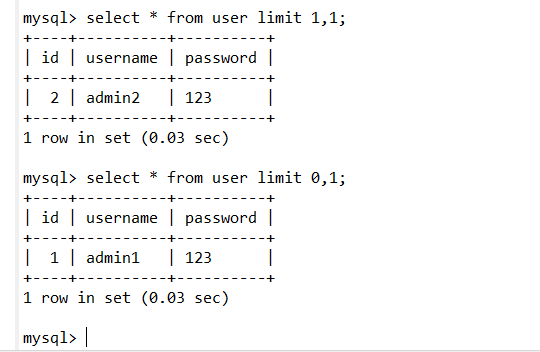 mysql> select * from user limit 1,1;
+----+----------+----------+
| id | username | password |
+----+----------+----------+
|  2 | admin2   | 123      |
+----+----------+----------+
1 row in set (0.03 sec)

mysql> select * from user limit 0,1;
+----+----------+----------+
| id | username | password |
+----+----------+----------+
|  1 | admin1   | 123      |
+----+----------+----------+
1 row in set (0.03 sec)

mysql>